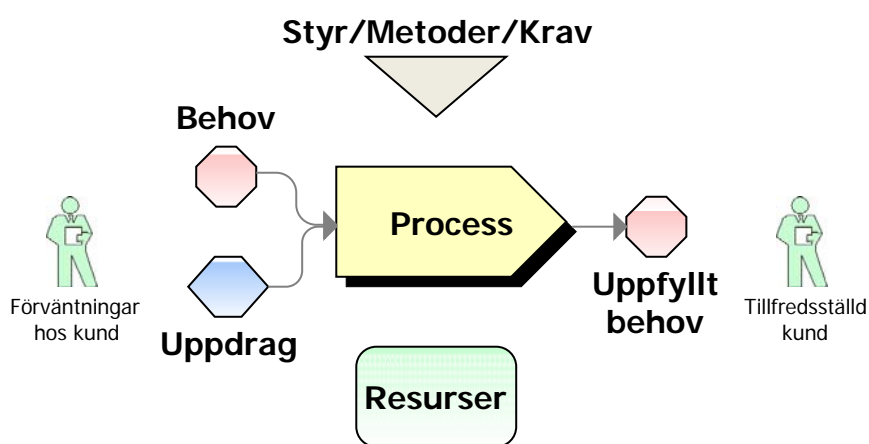 Styr/Metoder/Krav
Behov
Process
Förväntningar
hos kund
Uppdrag
Uppfyllt
behov
Tillfredsställd
kund
Resurser